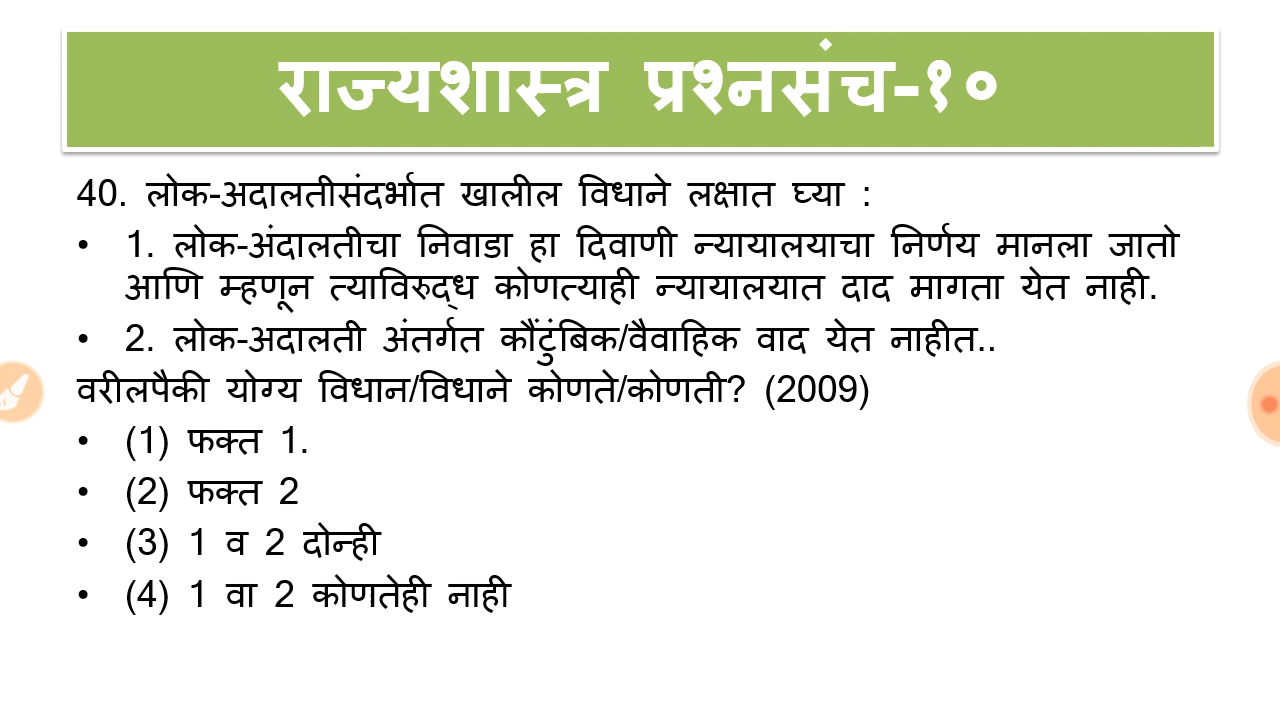 राज्यशास्त्र प्रश्नसंच-१०
40. लोक-अदालतीसंदर्भात खालील विधाने लक्षात घ्या :
• 1. लोक-अंदालतीचा निवाडा हा दिवाणी न्यायालयाचा निर्णय मानला जातो
आणि म्हणून त्याविरुद्ध कोणत्याही न्यायालयात दाद मागता येत नाही.
• 2. लोक-अदालती अंतर्गत कौंटुंबिक/वैवाहिक वाद येत नाहीत..
वरीलपैकी योग्य विधान/विधाने कोणते/कोणती? (2009)
• (1) फक्त 1.
• (2) फक्त 2
• (3) 1 व 2 दोन्ही
• (4) 1 वा 2 कोणतेही नाही